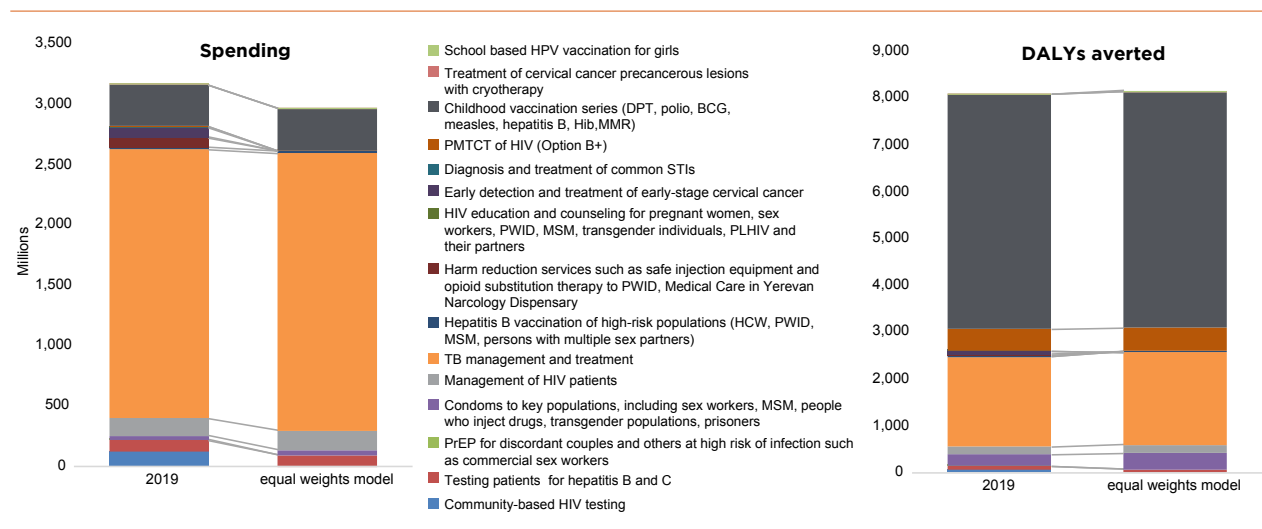 Spending
3,500
3,000
2,500
2,000
1,500
1,000
500
0
Millions
2019
equal weights model
School based HPV vaccination for girls
Treatment of cervical cancer precancerous lesions
with cryotherapy
Childhood vaccination series (DPT, polio, BCG,
measles, hepatitis B, Hib,MMR)
PMTCT of HIV (Option B+)
Diagnosis and treatment of common STIs
Early detection and treatment of early-stage cervical cancer
HIV education and counseling for pregnant women, sex
workers, PWID, MSM, transgender individuals, PLHIV and
their partners
Harm reduction services such as safe injection equipment and
opioid substitution therapy to PWID, Medical Care in Yerevan
Narcology Dispensary
Hepatitis B vaccination of high-risk populations (HCW, PWID,
MSM, persons with multiple sex partners)
TB management and treatment
Management of HIV patients
Condoms to key populations, including sex workers, MSM, people
who inject drugs, transgender populations, prisoners
PrEP for discordant couples and others at high risk of infection such
as commercial sex workers
Testing patients for hepatitis B and C
Community-based HIV testing
DALYs averted
9,000
8,000
7,000
6,000
5,000
4,000
3,000
2,000
1,000
0
2019
equal weights model